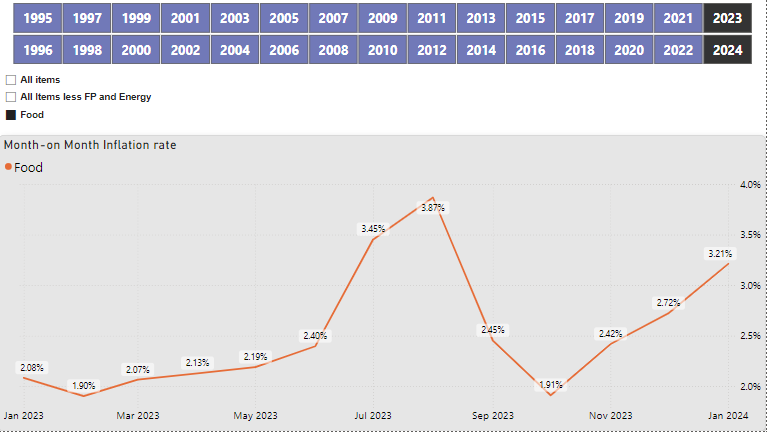 1995 1997 1999 2001 2003 2005 2007 2009 2011 2013 2015 2017 2019 2021 2023
1996 1998 2000 2002 2004 2006 2008 2010 2012 2014 2016 2018 2020 2022 2024
All items
All Items less FP and Energy
Food
Month-on Month Inflation rate
Food
4.0%
3.87%
3.45%
3.5%
3.21%
3.0%
2.72%
2.45%
2.40%
2.42%
2.5%
2.08% 1.90% 2.07% 2.13% 2.19% 1.91%
2.0%
Jan 2023 Mar 2023 May 2023 Jul 2023 Sep 2023 Nov 2023 Jan 2024